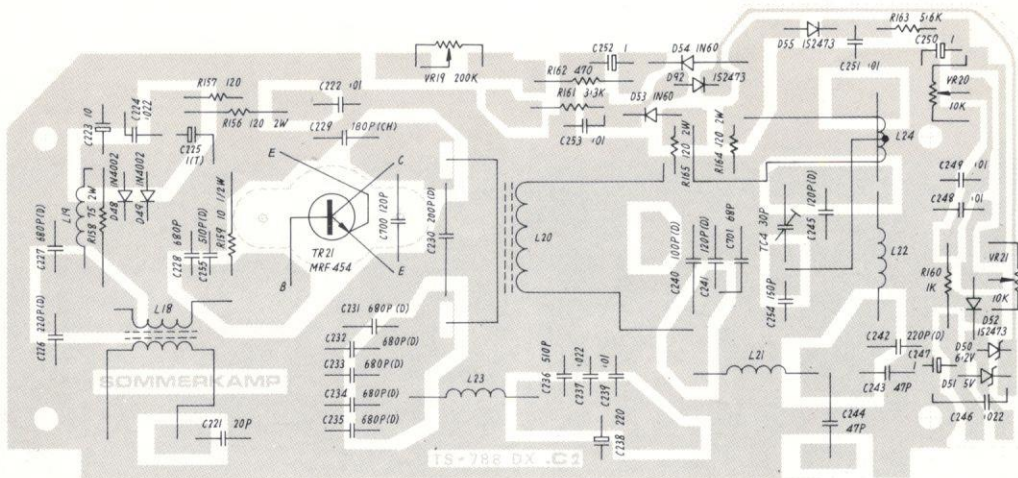 R163 5.6K
C250 1
D55 1S2473
C251 .01
VR20
10K
VR19 200K
C252 1
D54 1N60
R162 470
D92 1S2473
R161 3.3K
D53 1N60
C253 .01
R165 120 2W
R164 120 2W
L24
R157 120
R156 120 2W
C222 .01
C229 180P(CH)
C223 10
C224 .022
C225
1(T)
L19
R158 75 2W
D48 1N4002
D49 1N4002
C227 680P(D)
C228 680P
C255 510P(D)
R159 10 1/2W
E
C
B
E
TR21
MRF454
C700 120P
C230 200P(D)
L20
C249 .01
C248 .01
TC4 30P
C245 120P(D)
C240 100P(D)
C241 120P(D)
C701 68P
L22
R160
1K
VR21
10K
C254 150P
D52
1S2473
C226 220P(D)
L18
C231 680P(D)
C232
680P(D)
C233 680P(D)
C234 680P(D)
C235 680P(D)
C242 220P(D)
C247
1
D50
6.2V
D51 5V
C243 47P
C246 .022
L21
L23
C236 510P
C237 .022
C239 .01
C238 220
C244
47P
C221 20P
SOMMERKAMP
TS-788 DX .C2